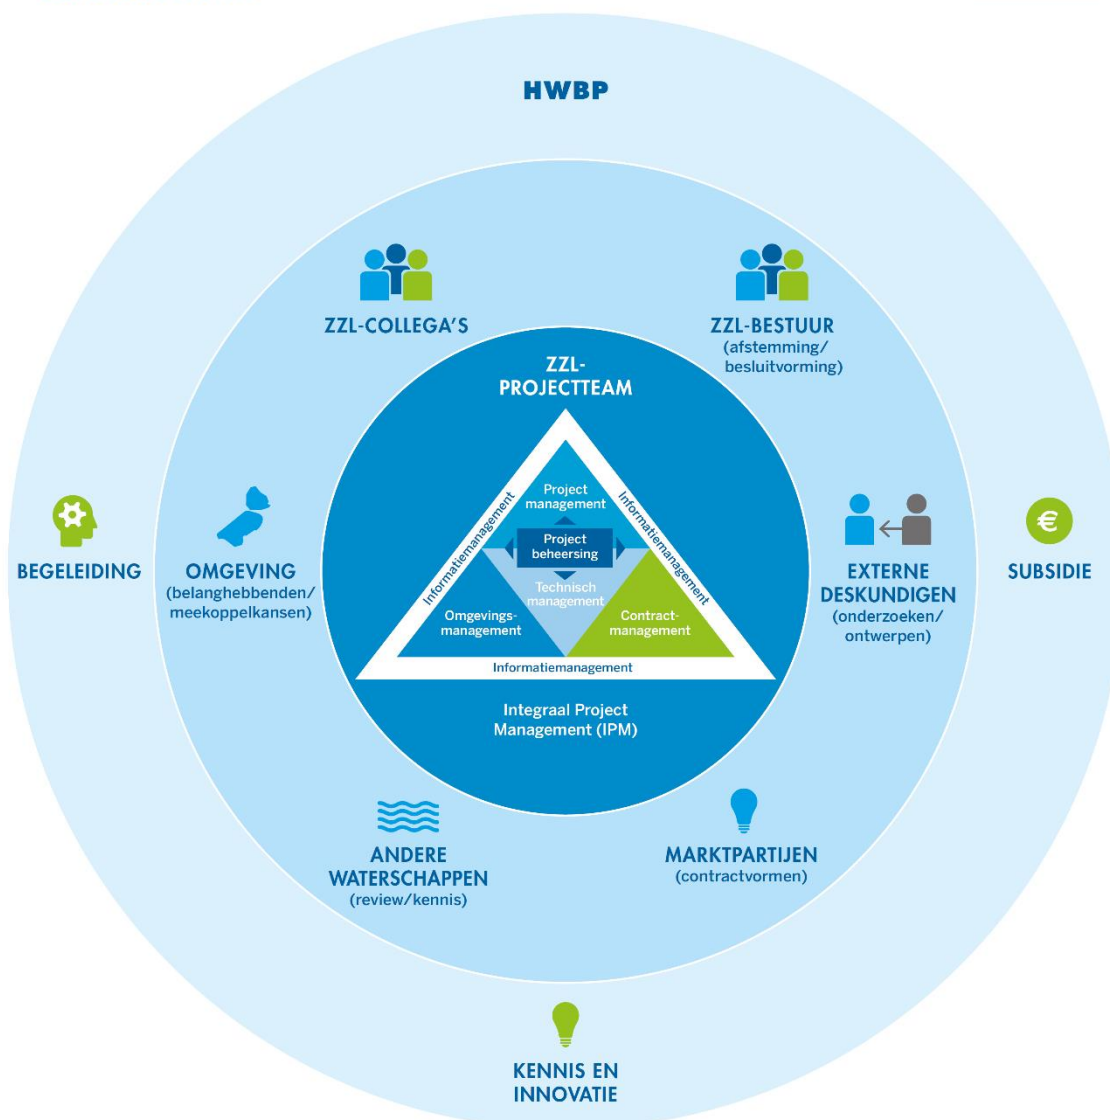 HWBP
ZZL-COLLEGA'S
ZZL-BESTUUR
(afstemming/
besluitvorming)
ZZL-
PROJECTTEAM
Informatiemanagement
Project
management
Informatiemanagement
Project
beheersing
Technisch
management
Omgevings-
management
Contract-
management
Informatiemanagement
Integraal Project
Management (IPM)
BEGELEIDING
OMGEVING
(belanghebbenden/
meekoppelkansen)
EXTERNE
DESKUNDIGEN
(onderzoeken/
ontwerpen)
€
SUBSIDIE
ANDERE
WATERSCHAPPEN
(review/kennis)
MARKTPARTIJEN
(contractvormen)
KENNIS EN
INNOVATIE